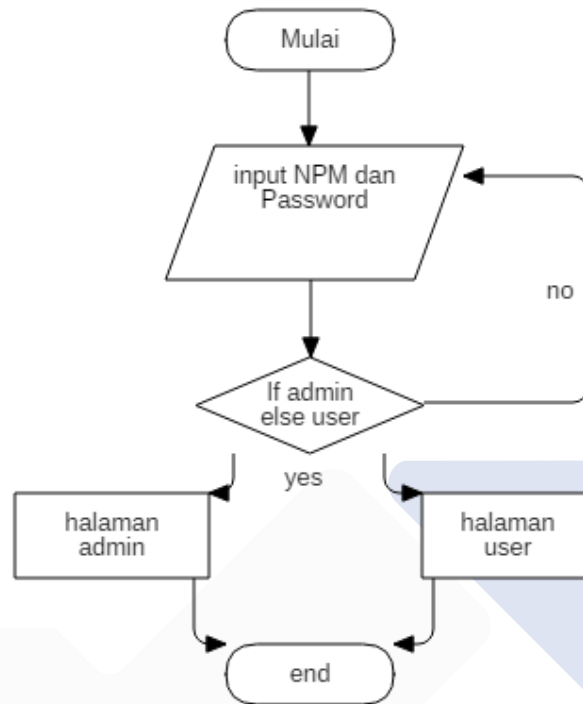 Mulai
input NPM dan
Password
no
If admin
else user
yes
halaman
admin
halaman
user
end